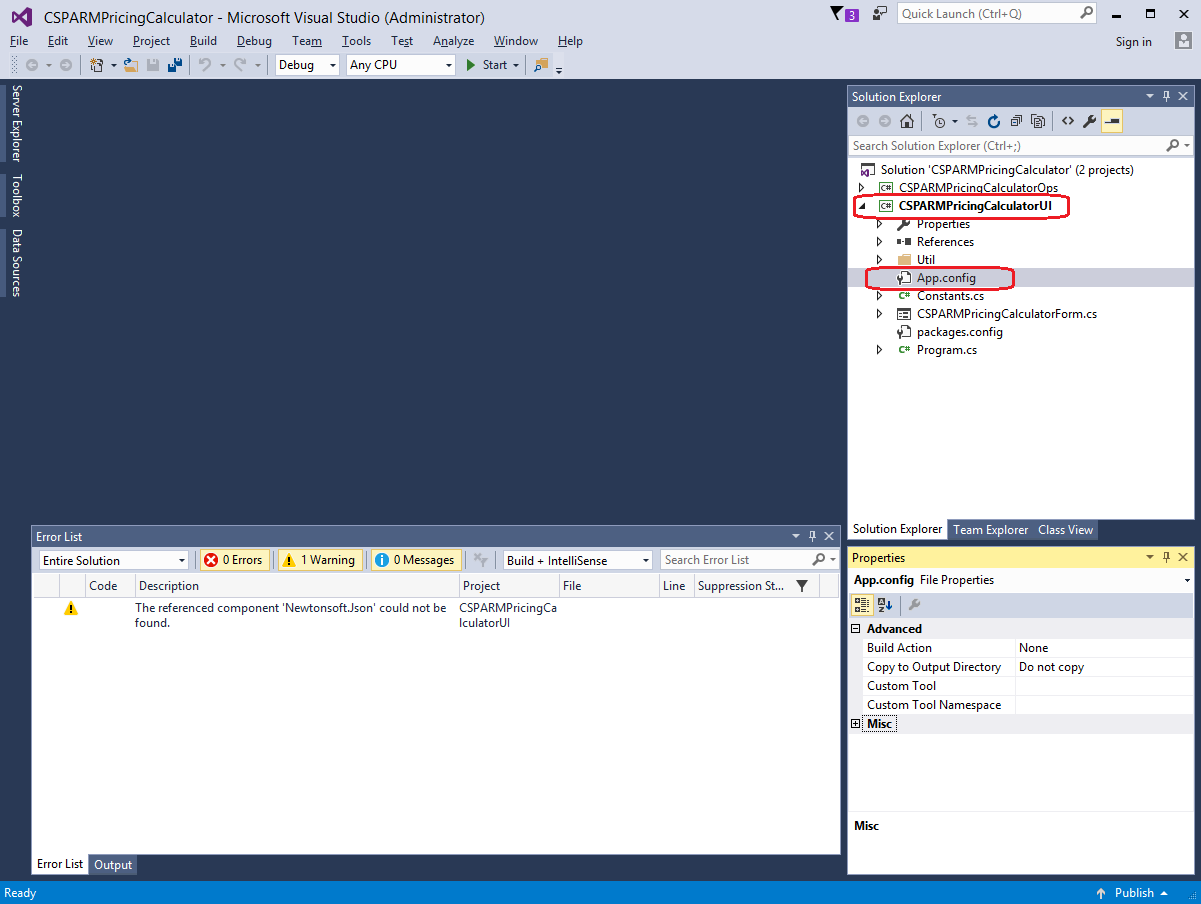 CSPARMPricingCalculator - Microsoft Visual Studio (Administrator)
3
Quick Launch (Ctrl+Q)
File Edit View Project Build Debug Team Tools Test Analyze Window Help
Sign in
Debug Any CPU Start
Server Explorer
Toolbox
Data Sources
Solution Explorer
Search Solution Explorer (Ctrl+;)
Solution 'CSPARMPricingCalculator' (2 projects)
C# CSPARMPricingCalculatorOps
C# CSPARMPricingCalculatorUI
Properties
References
Util
App.config
C# Constants.cs
CSPARMPricingCalculatorForm.cs
packages.config
C# Program.cs
Solution Explorer Team Explorer Class View
Error List
Entire Solution 0 Errors 1 Warning 0 Messages Build + IntelliSense Search Error List
Code Description Project File Line Suppression St...
The referenced component 'Newtonsoft.Json' could not be found.
CSPARMPricingCa
lculatorUI
Error List Output
Properties
App.config File Properties
Advanced
Build Action None
Copy to Output Directory Do not copy
Custom Tool
Custom Tool Namespace
Misc
Misc
Ready
Publish